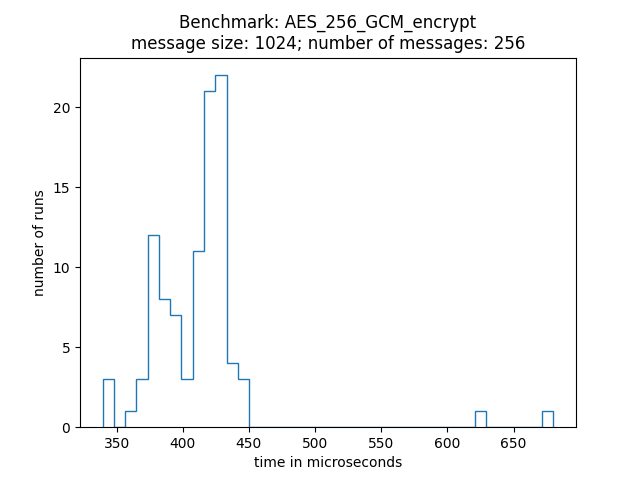 Benchmark: AES_256_GCM_encrypt
message size: 1024; number of messages: 256
number of runs
20
15
10
5
0
350 400 450 500 550 600 650
time in microseconds